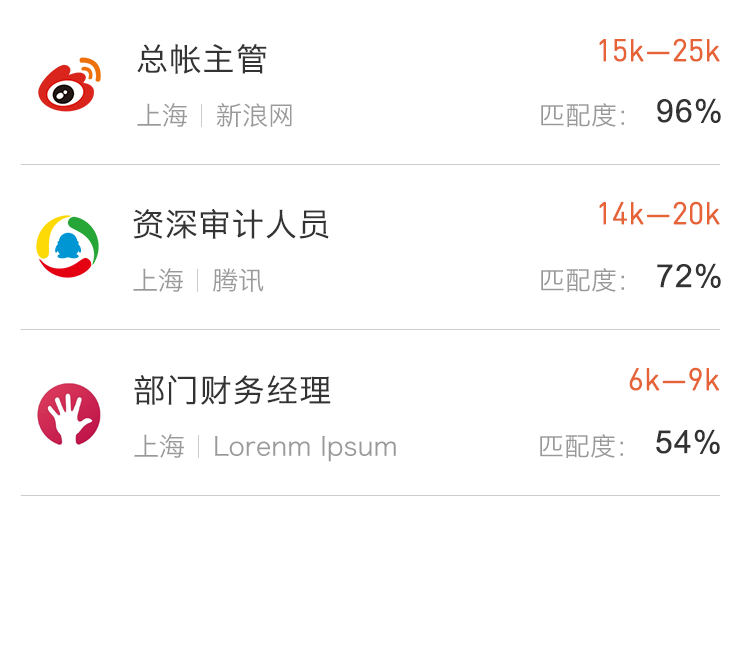 总帐主管 15k—25k
上海｜新浪网 匹配度： 96%
资深审计人员 14k—20k
上海｜腾讯 匹配度： 72%
部门财务经理 6k—9k
上海｜Lorenm Ipsum 匹配度： 54%